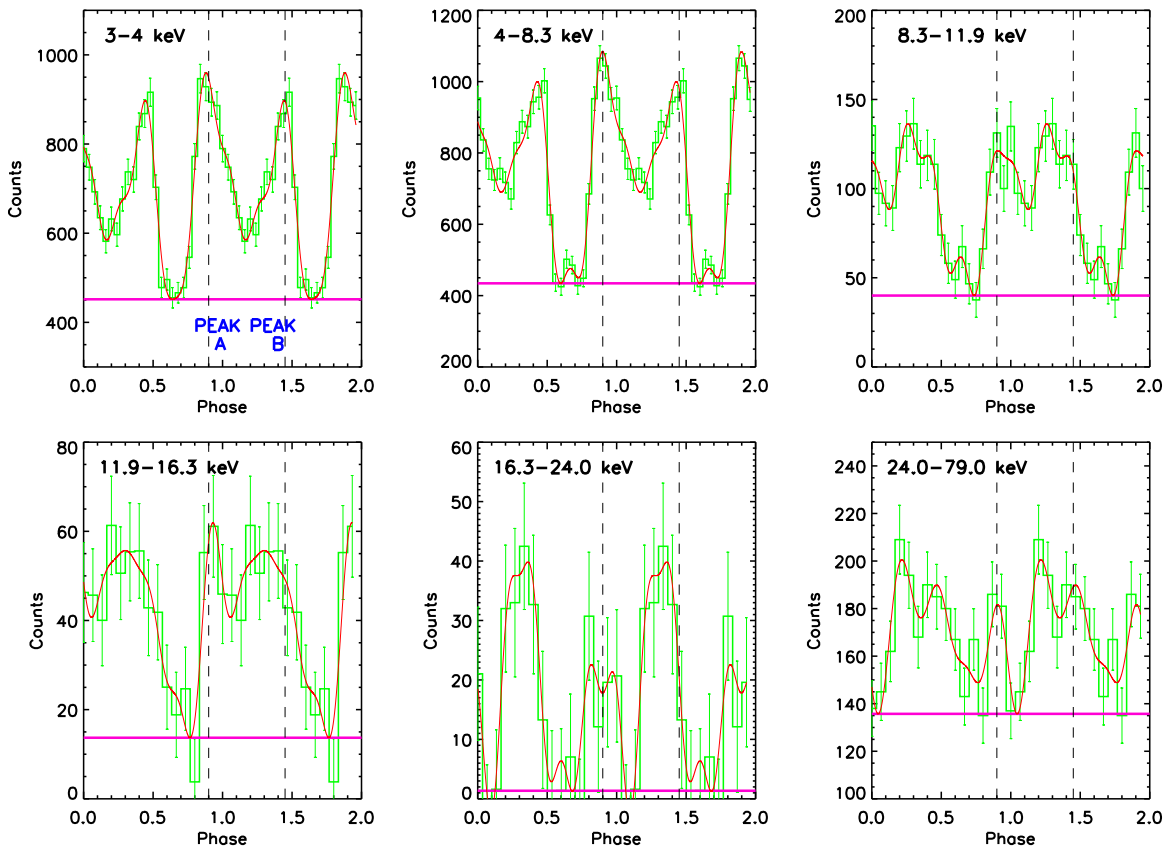 3-4 keV
1000
800
600
400
Counts
PEAK PEAK
A B
0.0 0.5 1.0 1.5 2.0
Phase
4-8.3 keV
1200
1000
800
600
400
200
Counts
0.0 0.5 1.0 1.5 2.0
Phase
8.3-11.9 keV
200
150
100
50
0
Counts
0.0 0.5 1.0 1.5 2.0
Phase
11.9-16.3 keV
80
60
40
20
0
Counts
0.0 0.5 1.0 1.5 2.0
Phase
16.3-24.0 keV
60
50
40
30
20
10
0
Counts
0.0 0.5 1.0 1.5 2.0
Phase
24.0-79.0 keV
240
220
200
180
160
140
120
100
Counts
0.0 0.5 1.0 1.5 2.0
Phase